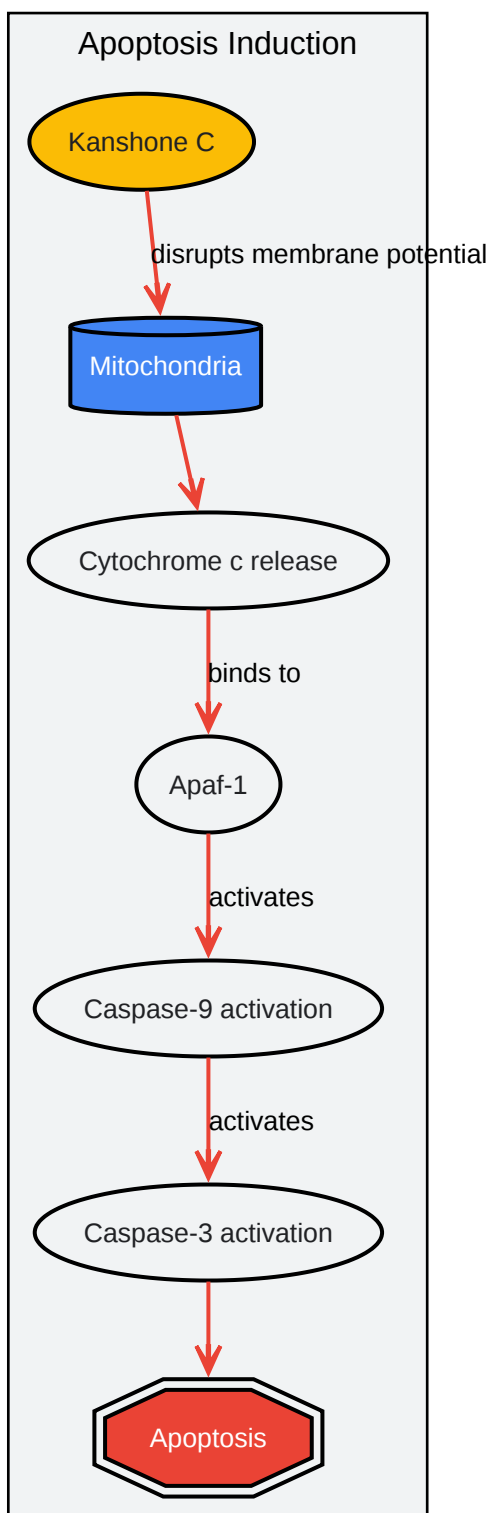 Apoptosis Induction
Kanshone C
disrupts membrane potential
Mitochondria
Cytochrome c release
binds to
Apaf-1
activates
Caspase-9 activation
activates
Caspase-3 activation
Apoptosis